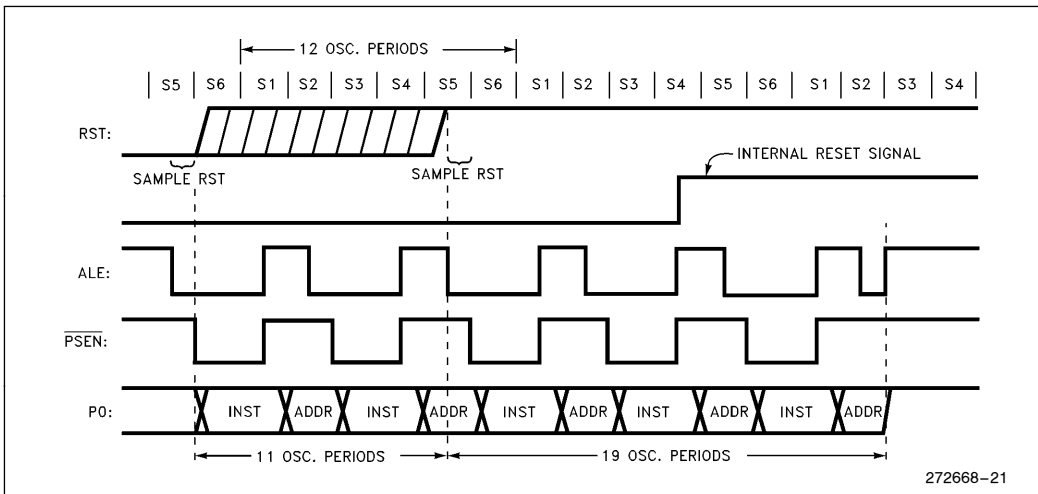 12 OSC. PERIODS
S5 S6 S1 S2 S3 S4 S5 S6 S1 S2 S3 S4 S5 S6 S1 S2 S3 S4
RST:
INTERNAL RESET SIGNAL
SAMPLE RST SAMPLE RST
ALE:
PSEN:
P0: INST ADDR INST ADDR INST ADDR INST ADDR INST ADDR
11 OSC. PERIODS 19 OSC. PERIODS
272668-21